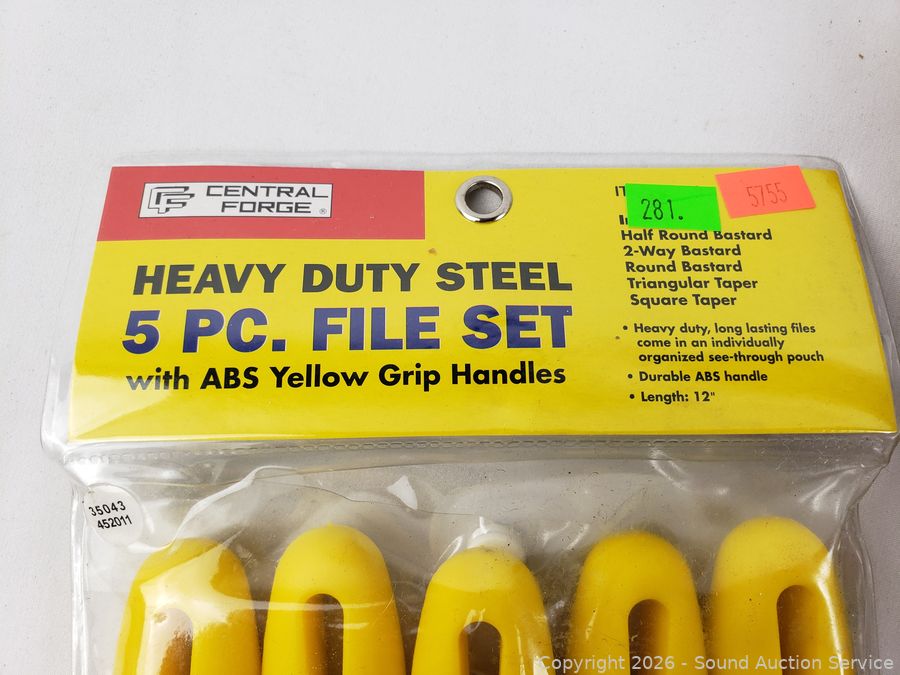 CENTRAL
FORGE®
HEAVY DUTY STEEL
5 PC. FILE SET
with ABS Yellow Grip Handles
281.
5755
Half Round Bastard
2-Way Bastard
Round Bastard
Triangular Taper
Square Taper
• Heavy duty, long lasting files
come in an individually
organized see-through pouch
• Durable ABS handle
• Length: 12"
35043
452011
Copyright 2026 - Sound Auction Service